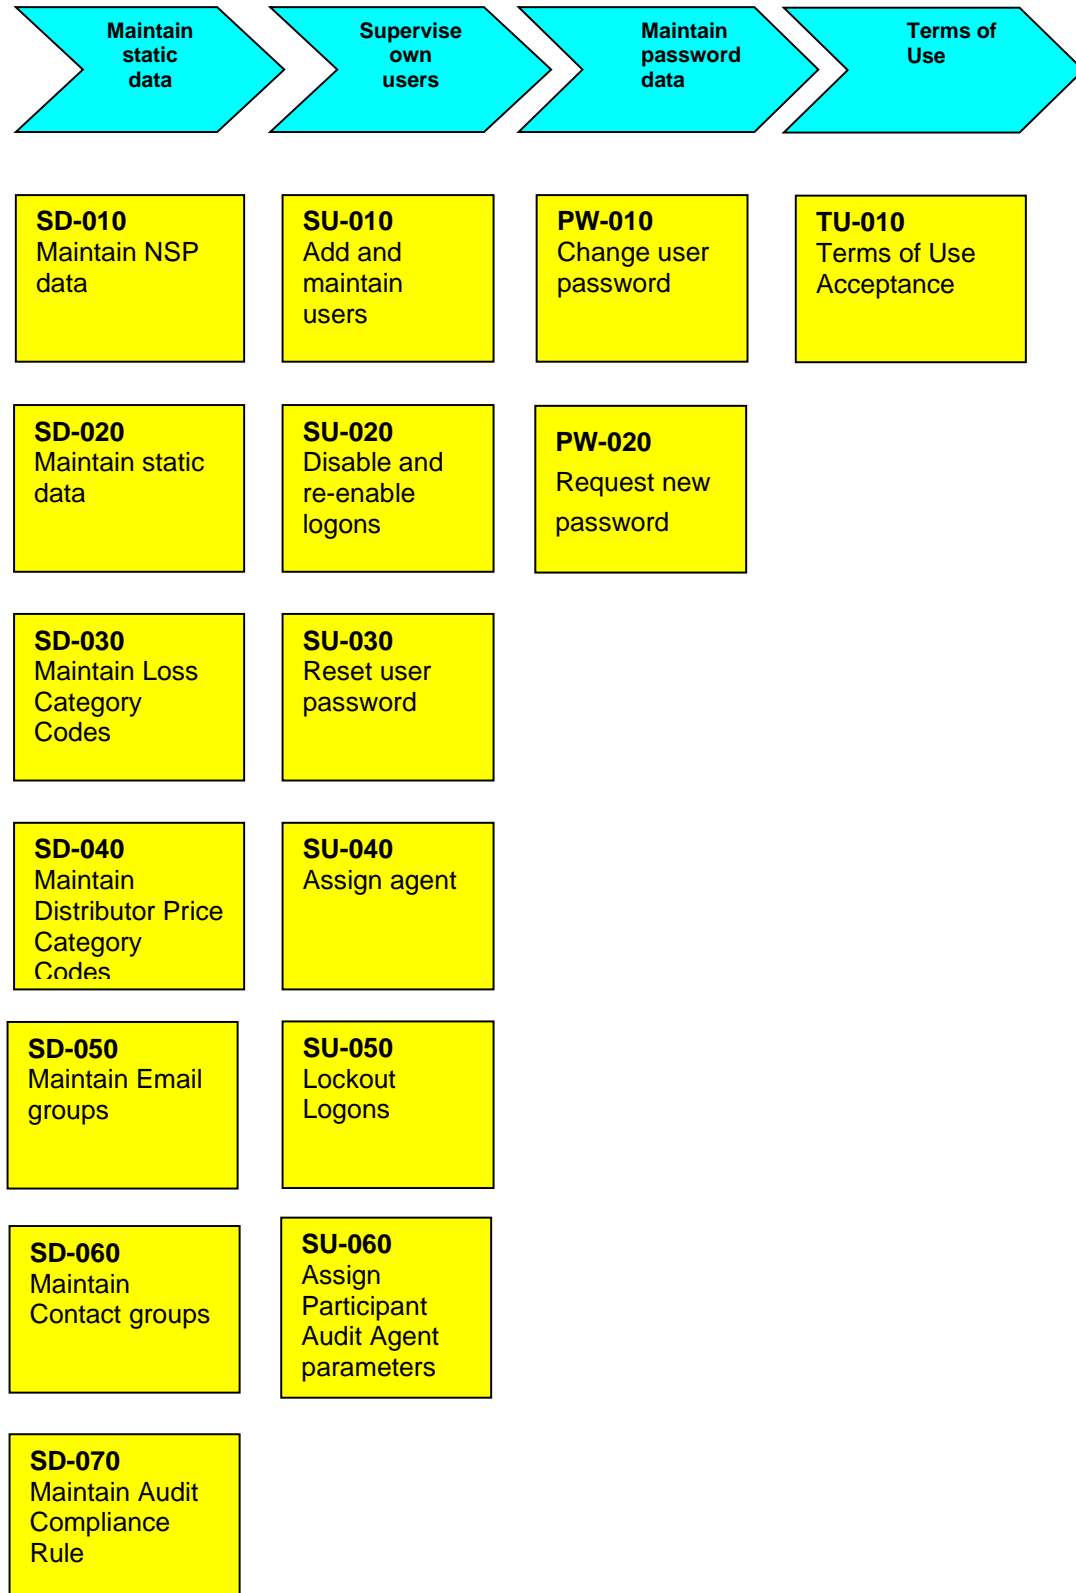 Maintain
static
data
Supervise
own
users
Maintain
password
data
Terms of
Use
SD-010
Maintain NSP
data
SU-010
Add and
maintain
users
PW-010
Change user
password
TU-010
Terms of Use
Acceptance
SD-020
Maintain static
data
SU-020
Disable and
re-enable
logons
PW-020
Request new
password
SD-030
Maintain Loss
Category
Codes
SU-030
Reset user
password
SD-040
Maintain
Distributor Price
Category
Codes
SU-040
Assign agent
SD-050
Maintain Email
groups
SU-050
Lockout
Logons
SD-060
Maintain
Contact groups
SU-060
Assign
Participant
Audit Agent
parameters
SD-070
Maintain Audit
Compliance
Rule